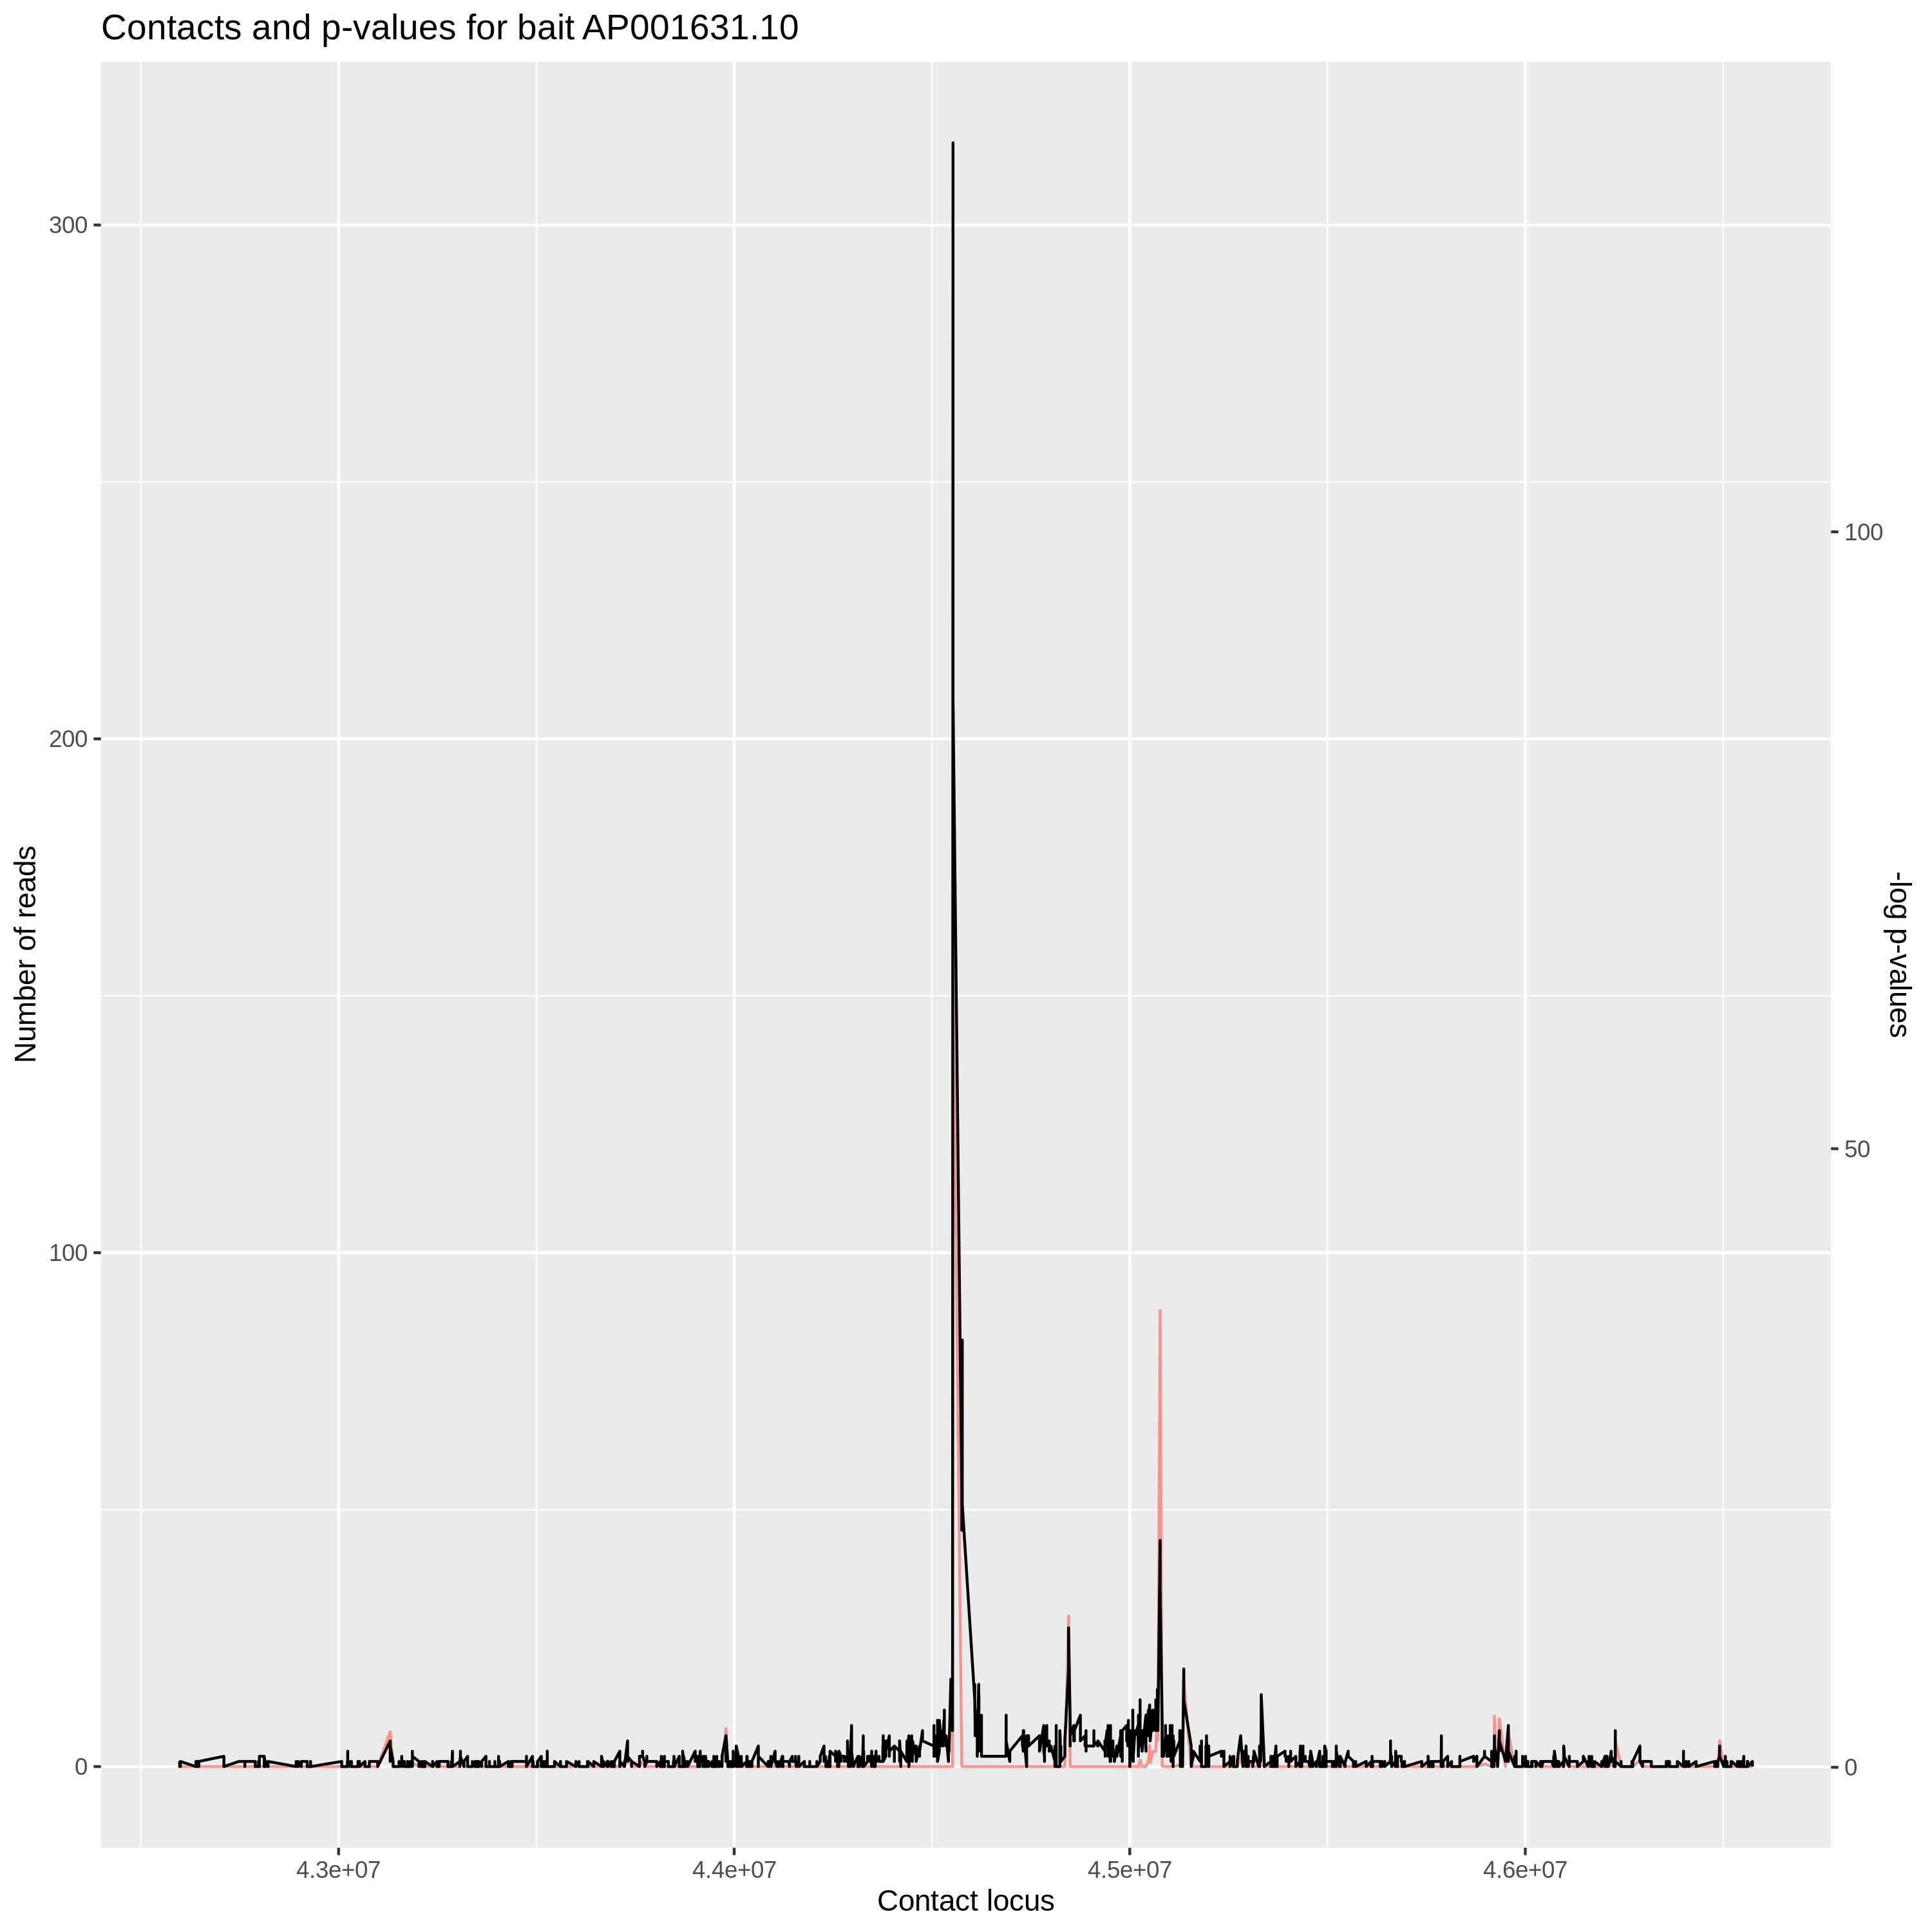 Contacts and p-values for bait AP001631.10
300
200
100
0
Number of reads
100
50
0
-log p-values
4.3e+07
4.4e+07
4.5e+07
4.6e+07
Contact locus